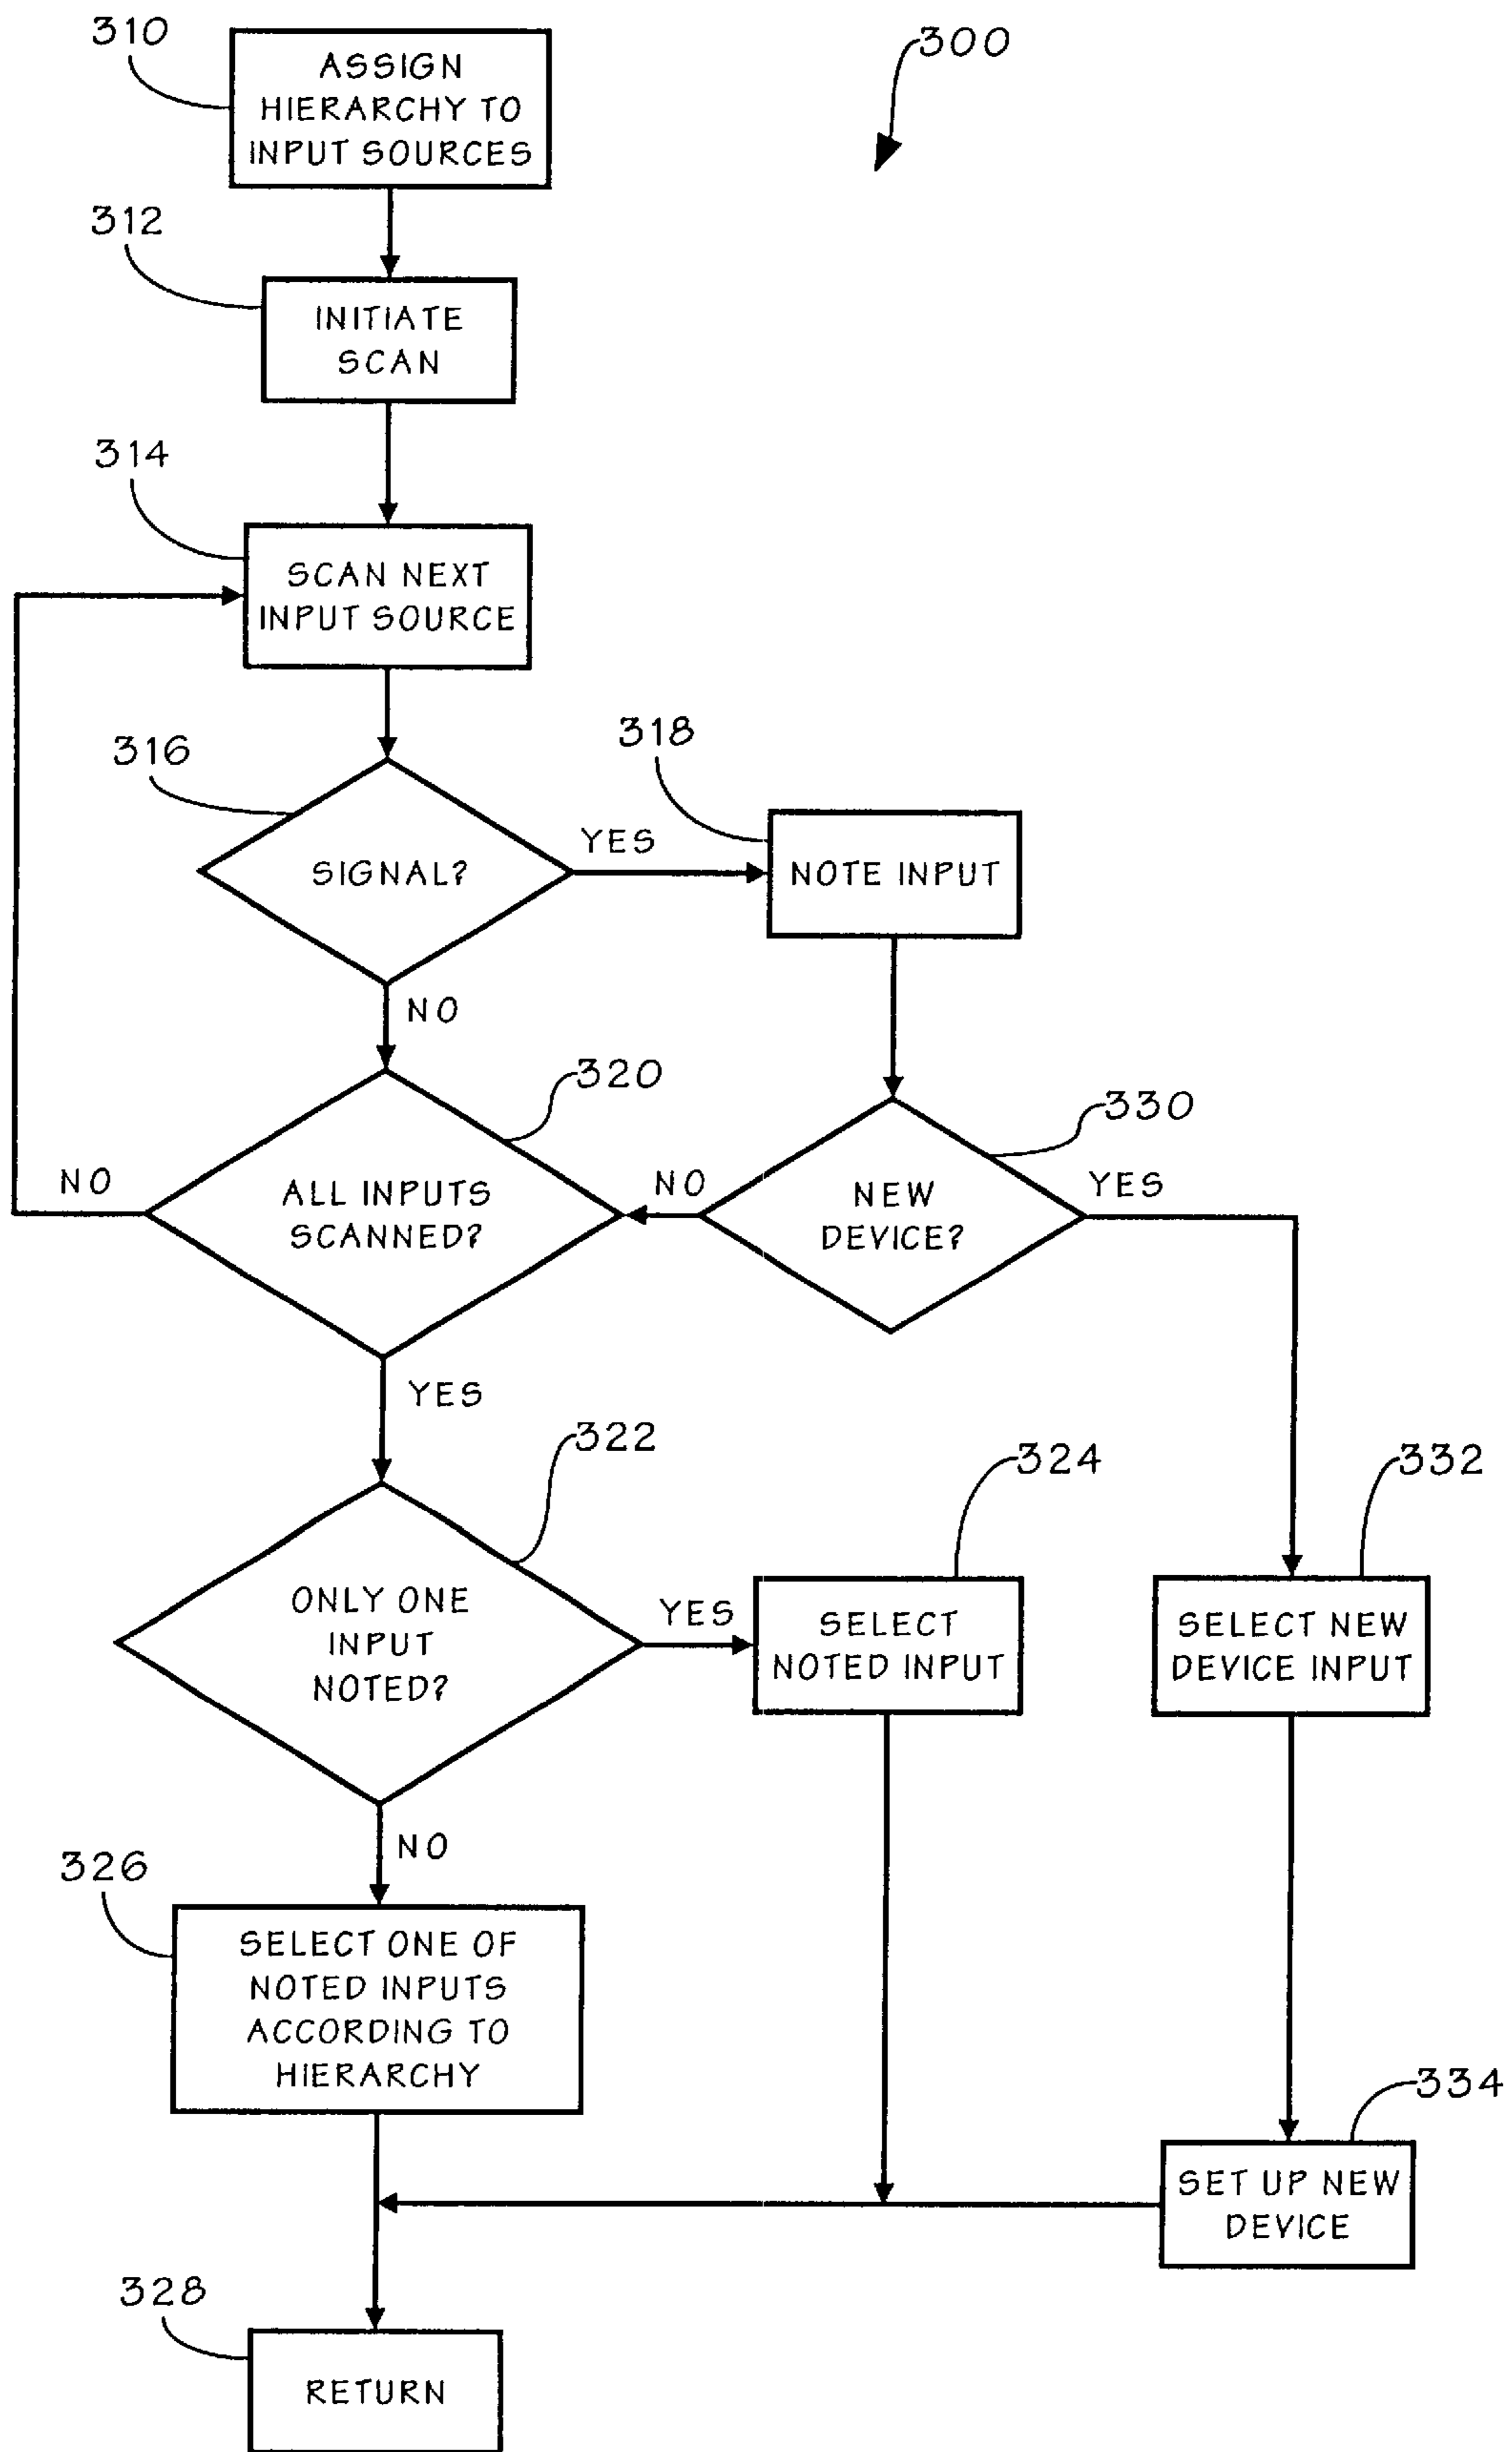 310
ASSIGN
HIERARCHY TO
INPUT SOURCES
300
312
INITIATE
SCAN
314
SCAN NEXT
INPUT SOURCE
316
SIGNAL?
YES
318
NOTE INPUT
NO
320
ALL INPUTS
SCANNED?
NO
NO
330
NEW
DEVICE?
YES
YES
322
ONLY ONE
INPUT
NOTED?
YES
324
SELECT
NOTED INPUT
332
SELECT NEW
DEVICE INPUT
NO
326
SELECT ONE OF
NOTED INPUTS
ACCORDING TO
HIERARCHY
334
SET UP NEW
DEVICE
328
RETURN